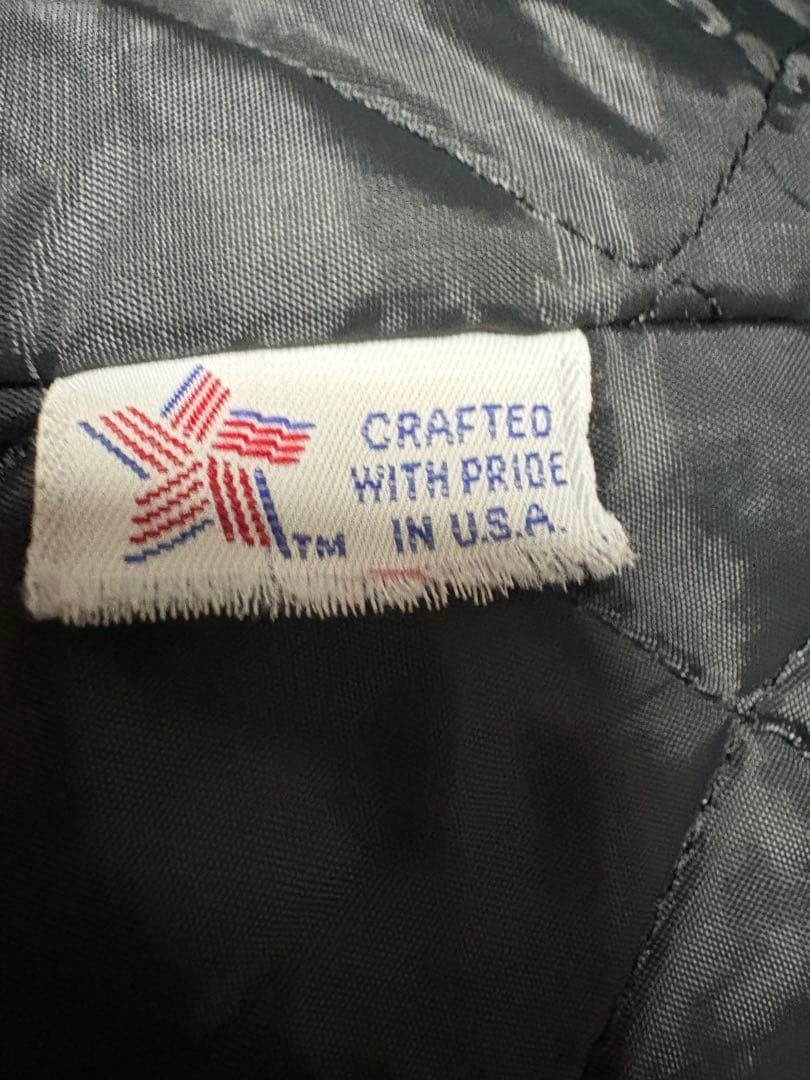 CRAFTED
WITH PRIDE
IN U.S.A.
TM